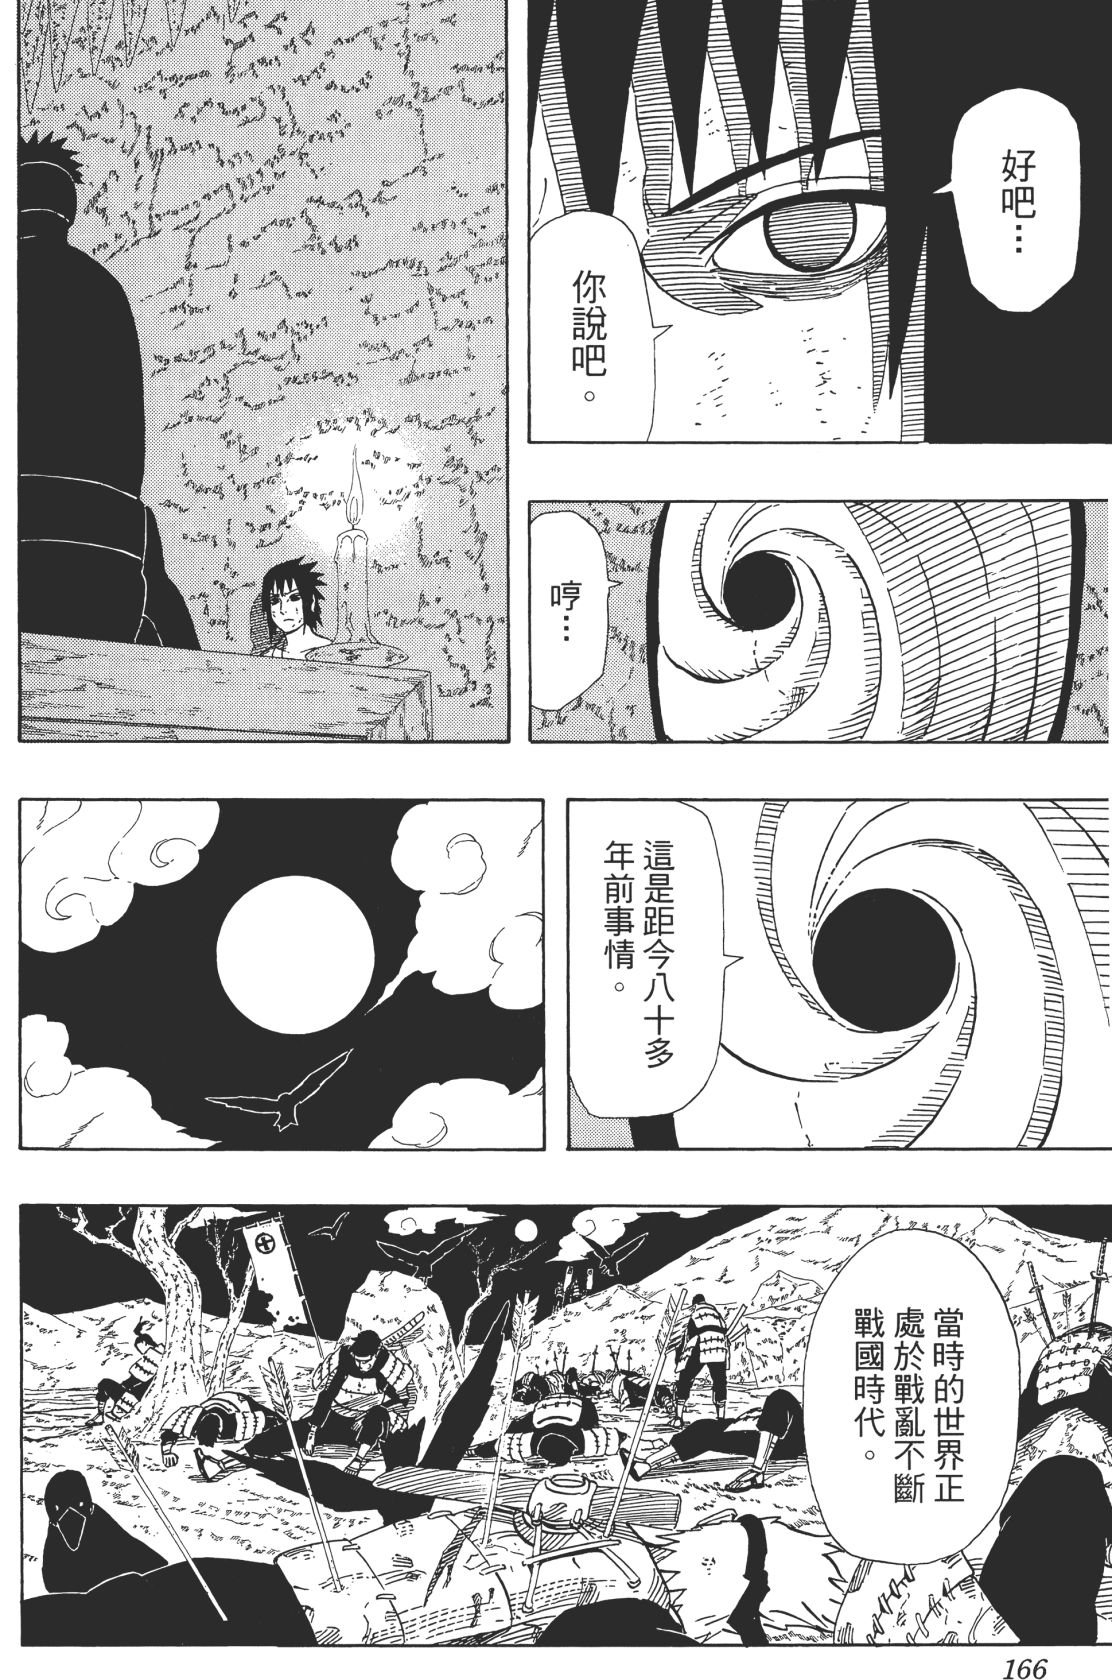 好吧⋯
你說吧。
哼⋯
這是距今八十多
年前事情。
當時的世界正
處於戰亂不斷
戰國時代。
166